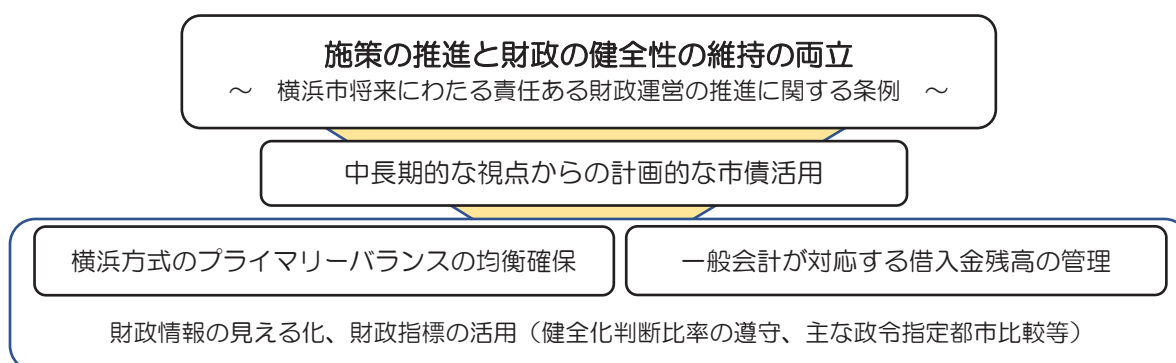 施策の推進と財政の健全性の維持の両立
～　横浜市将来にわたる責任ある財政運営の推進に関する条例　～
中長期的な視点からの計画的な市債活用
横浜方式のプライマリーバランスの均衡確保
一般会計が対応する借入金残高の管理
財政情報の見える化、財政指標の活用（健全化判断比率の遵守、主な政令指定都市比較等）